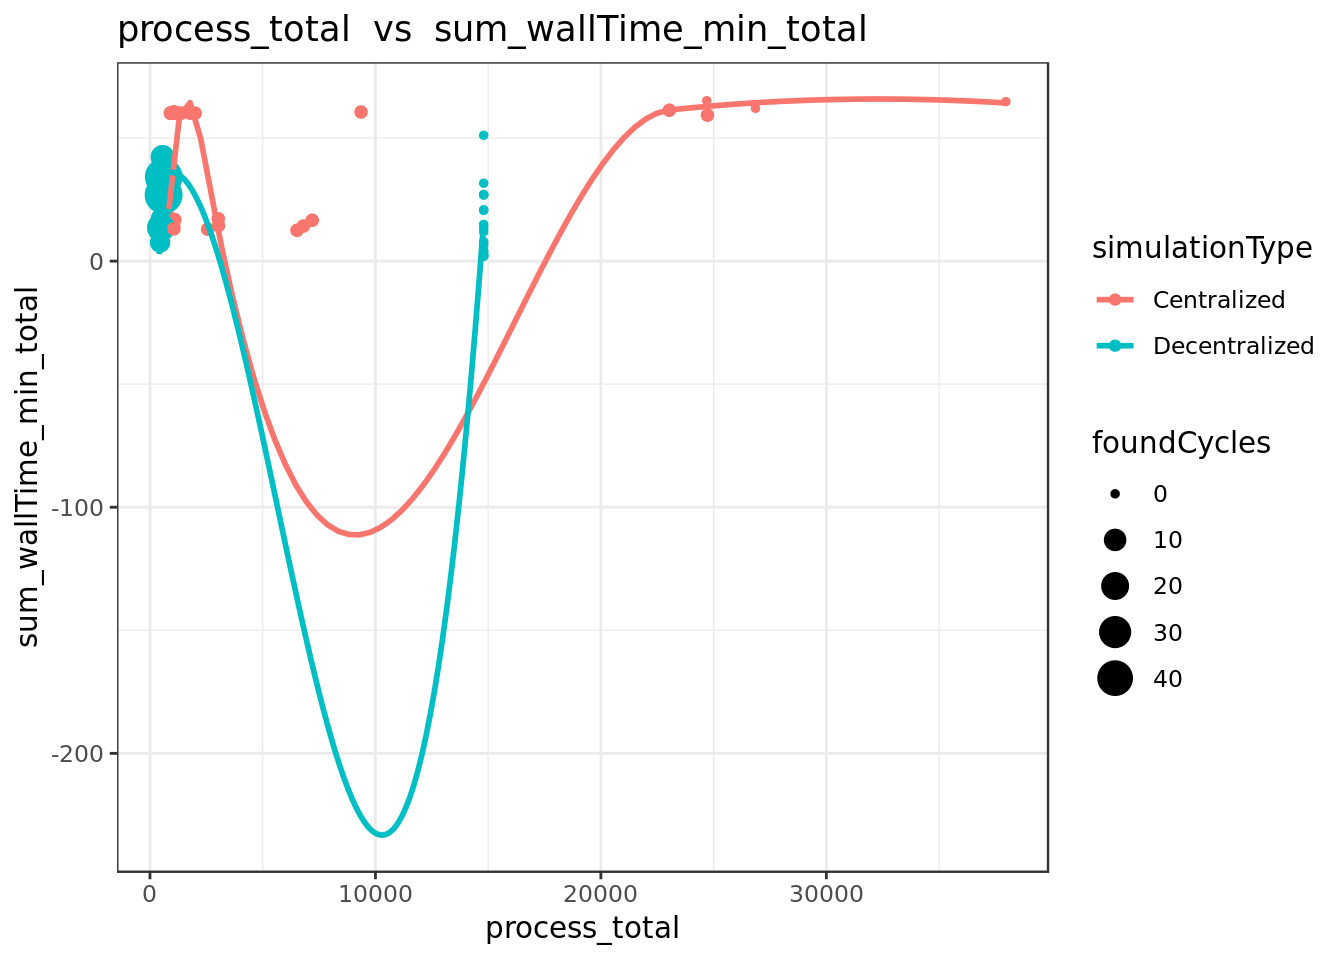 process_total  vs  sum_wallTime_min_total
sum_wallTime_min_total
0
-100
-200
0
10000
20000
30000
process_total
simulationType
Centralized
Decentralized
foundCycles
0
10
20
30
40